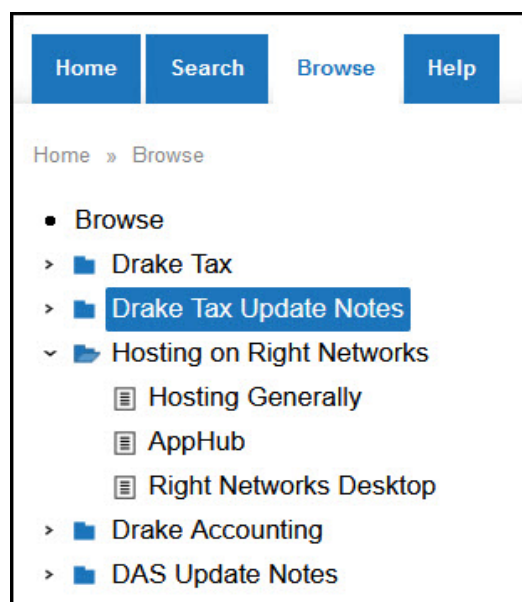 Home Search Browse Help
Home » Browse
• Browse
Drake Tax
Drake Tax Update Notes
Hosting on Right Networks
Hosting Generally
AppHub
Right Networks Desktop
Drake Accounting
DAS Update Notes